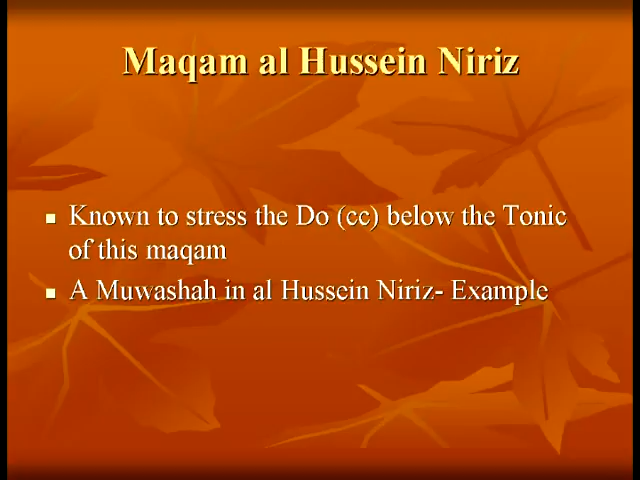 Maqam al Hussein Niriz
Known to stress the Do (cc) below the Tonic
of this maqam
A Muwashah in al Hussein Niriz- Example